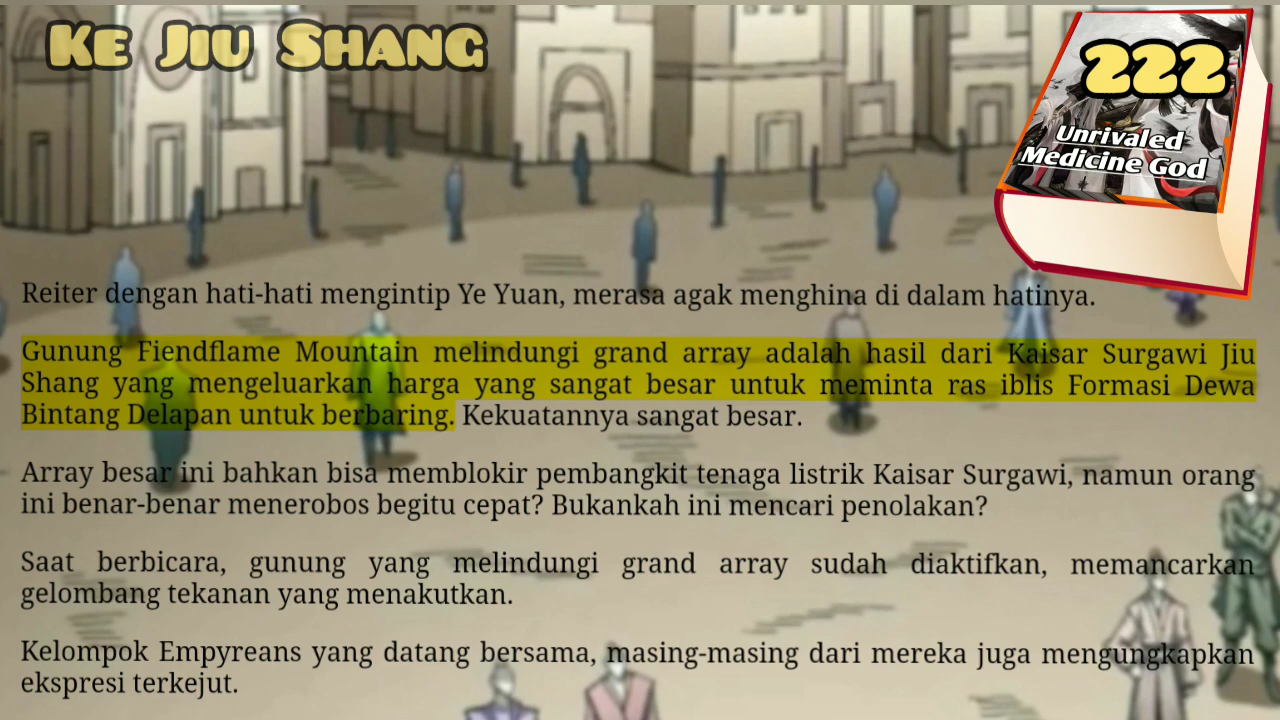 Ke Jiu Shang
222
Unrivaled
Medicine God
Reiter dengan hati-hati mengintip Ye Yuan, merasa agak menghina di dalam hatinya.
Gunung Fiendflame Mountain melindungi grand array adalah hasil dari Kaisar Surgawi Jiu
Shang yang mengeluarkan harga yang sangat besar untuk meminta ras iblis Formasi Dewa
Bintang Delapan untuk berbaring. Kekuatannya sangat besar.
Array besar ini bahkan bisa memblokir pembangkit tenaga listrik Kaisar Surgawi, namun orang
ini benar-benar menerobos begitu cepat? Bukankah ini mencari penolakan?
Saat berbicara, gunung yang melindungi grand array sudah diaktifkan, memancarkan
gelombang tekanan yang menakutkan.
Kelompok Empyreans yang datang bersama, masing-masing dari mereka juga mengungkapkan
ekspresi terkejut.